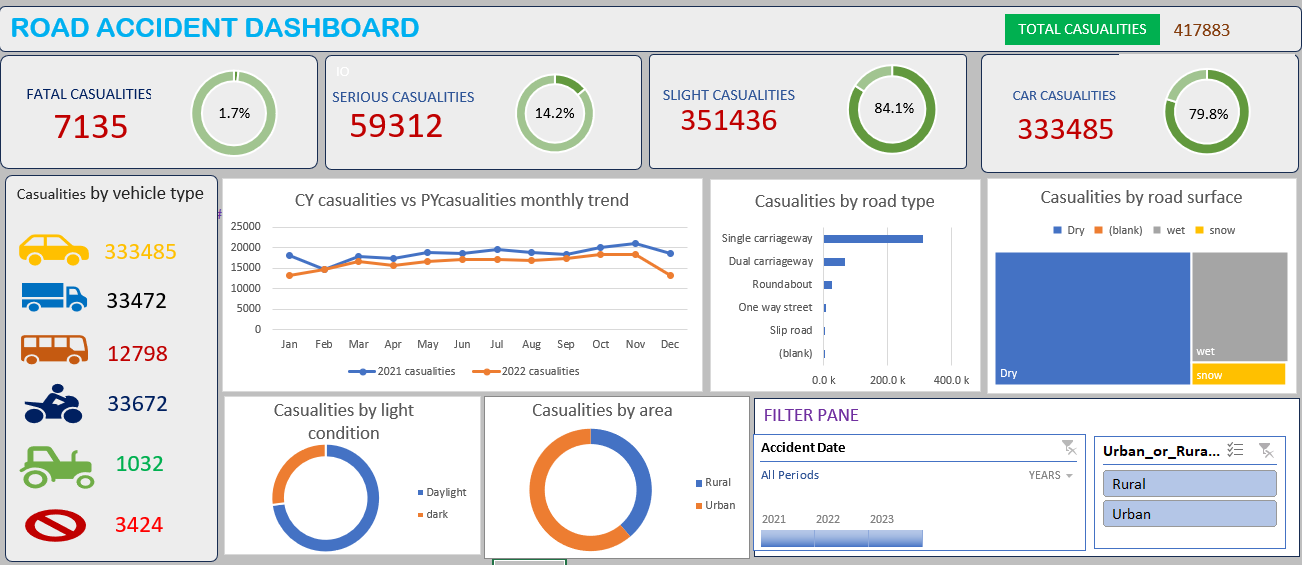 ROAD ACCIDENT DASHBOARD
TOTAL CASUALITIES
417883
FATAL CASUALITIES
7135
1.7%
IO
SERIOUS CASUALITIES
59312
14.2%
SLIGHT CASUALITIES
351436
84.1%
CAR CASUALITIES
333485
79.8%
Casualities by vehicle type
333485
33472
12798
33672
1032
3424
#
CY casualities vs PYcasualities monthly trend
25000
20000
15000
10000
5000
0
Jan Feb Mar Apr May Jun Jul Aug Sep Oct Nov Dec
2021 casualities 2022 casualities
Casualities by road type
Single carriageway
Dual carriageway
Roundabout
One way street
Slip road
(blank)
0.0 k 200.0 k 400.0 k
Casualities by road surface
Dry (blank) wet snow
Dry
wet
snow
Casualities by light
condition
Daylight
dark
Casualities by area
Rural
Urban
FILTER PANE
Accident Date
All Periods
YEARS
2021 2022 2023
Urban_or_Rura...
Rural
Urban